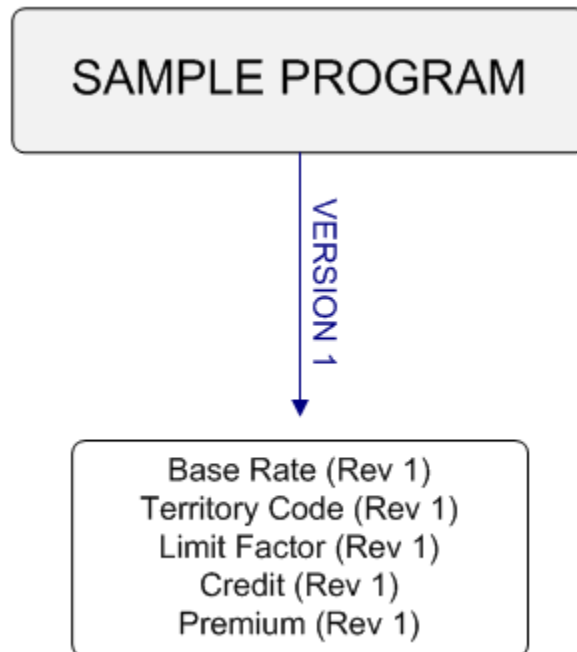 SAMPLE PROGRAM
VERSION 1
Base Rate (Rev 1)
Territory Code (Rev 1)
Limit Factor (Rev 1)
Credit (Rev 1)
Premium (Rev 1)